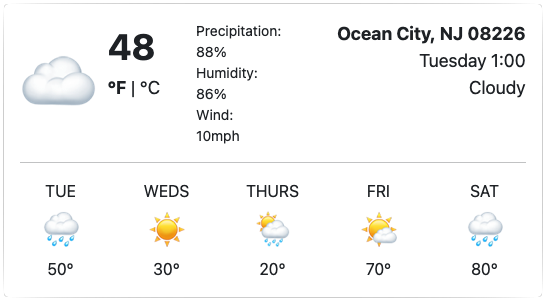 48
°F | °C
Precipitation:
88%
Humidity:
86%
Wind:
10mph
Ocean City, NJ 08226
Tuesday 1:00
Cloudy
TUE WEDS THURS FRI SAT
50° 30° 20° 70° 80°